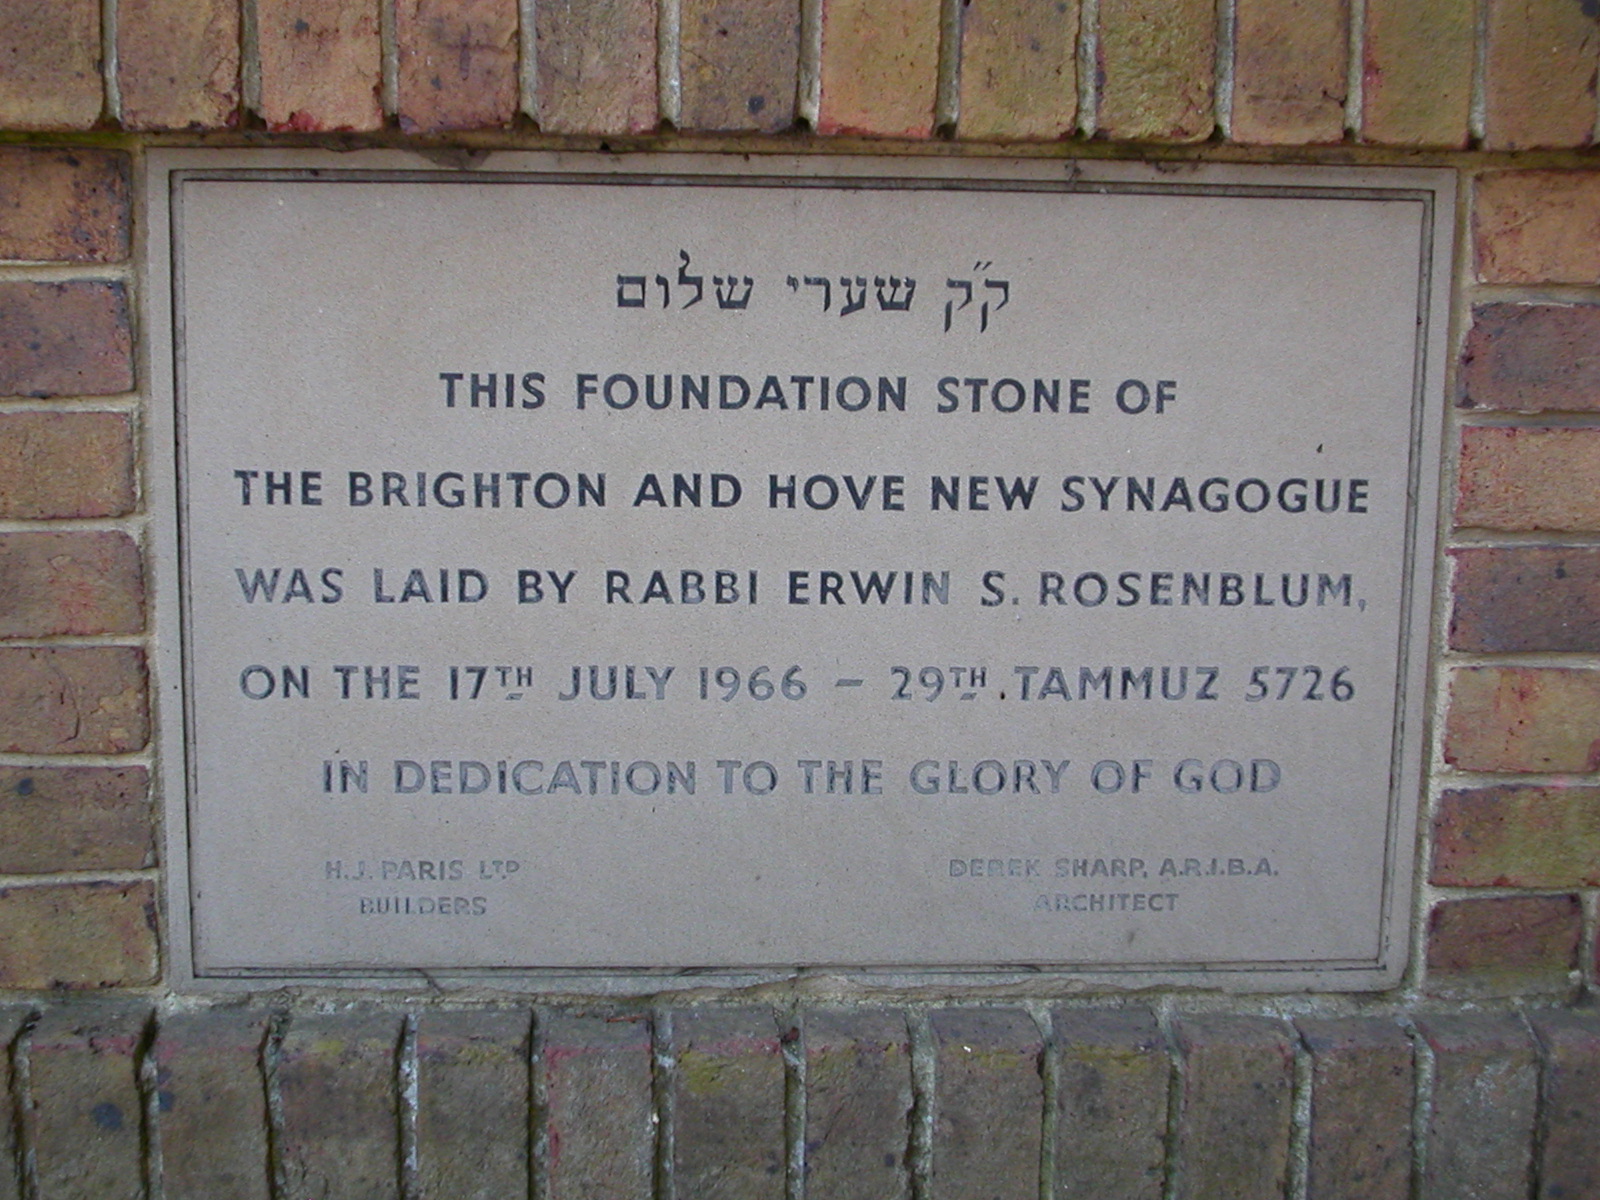 ק״ק שערי שלום
THIS FOUNDATION STONE OF
THE BRIGHTON AND HOVE NEW SYNAGOGUE
WAS LAID BY RABBI ERWIN S. ROSENBLUM,
ON THE 17TH JULY 1966 – 29TH. TAMMUZ 5726
IN DEDICATION TO THE GLORY OF GOD
H.J. PARIS LTD
BUILDERS
DEREK SHARP, A.R.I.B.A.
ARCHITECT